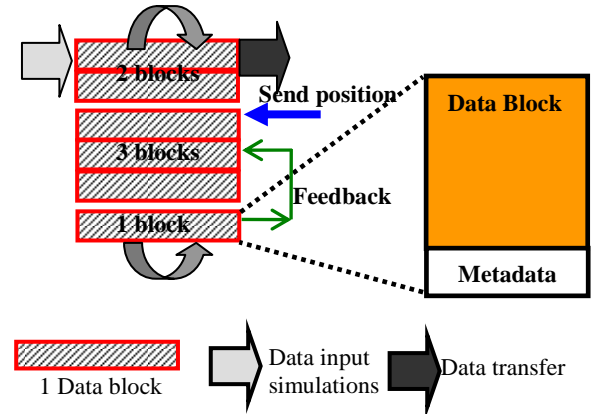 2 blocks
Send position
Data Block
3 blocks
Feedback
1 block
Metadata
1 Data block
Data input
simulations
Data transfer